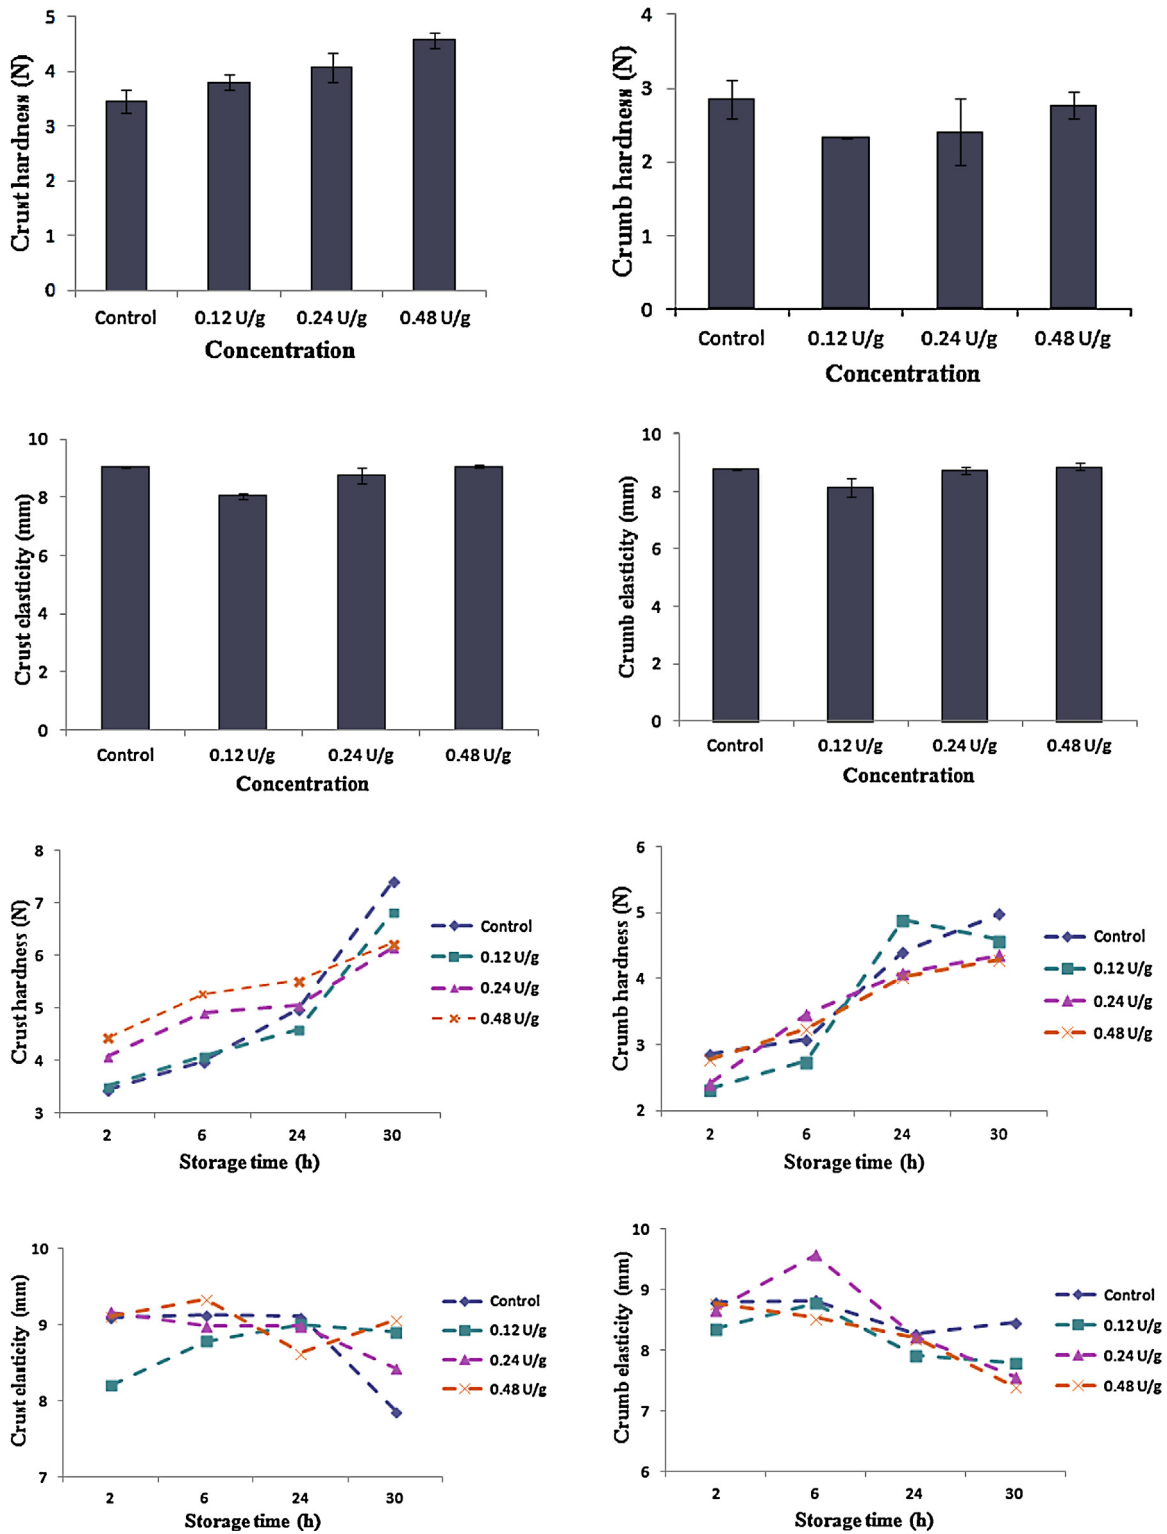 Crust hardness (N)
5
4
3
2
1
0
Control 0.12 U/g 0.24 U/g 0.48 U/g
Concentration
Crumb hardness (N)
4
3
2
1
0
Control 0.12 U/g 0.24 U/g 0.48 U/g
Concentration
Crust elasticity (mm)
10
8
6
4
2
0
Control 0.12 U/g 0.24 U/g 0.48 U/g
Concentration
Crumb elasticity (mm)
10
8
6
4
2
0
Control 0.12 U/g 0.24 U/g 0.48 U/g
Concentration
Crust hardness (N)
8
7
6
5
4
3
2 6 24 30
Storage time (h)
Control
0.12 U/g
0.24 U/g
0.48 U/g
Crumb hardness (N)
6
5
4
3
2
2 6 24 30
Storage time (h)
Control
0.12 U/g
0.24 U/g
0.48 U/g
Crust elasticity (mm)
10
9
8
7
2 6 24 30
Storage time (h)
Control
0.12 U/g
0.24 U/g
0.48 U/g
Crumb elasticity (mm)
10
9
8
7
6
2 6 24 30
Storage time (h)
Control
0.12 U/g
0.24 U/g
0.48 U/g